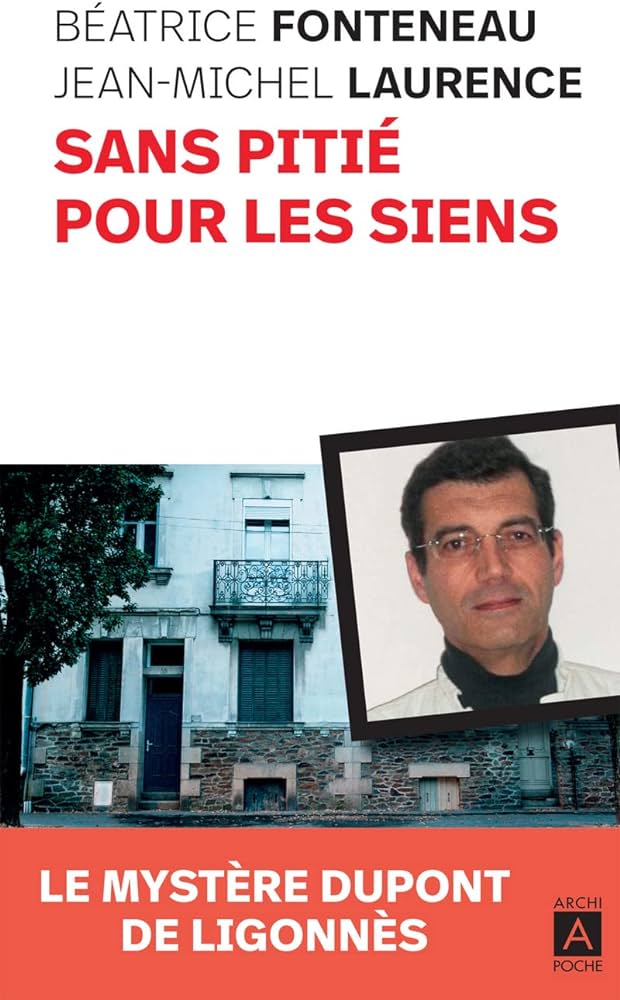 BÉATRICE FONTENEAU
JEAN-MICHEL LAURENCE
SANS PITIÉ
POUR LES SIENS
LE MYSTÈRE DUPONT
DE LIGONNÈS
ARCHI
A
POCHE